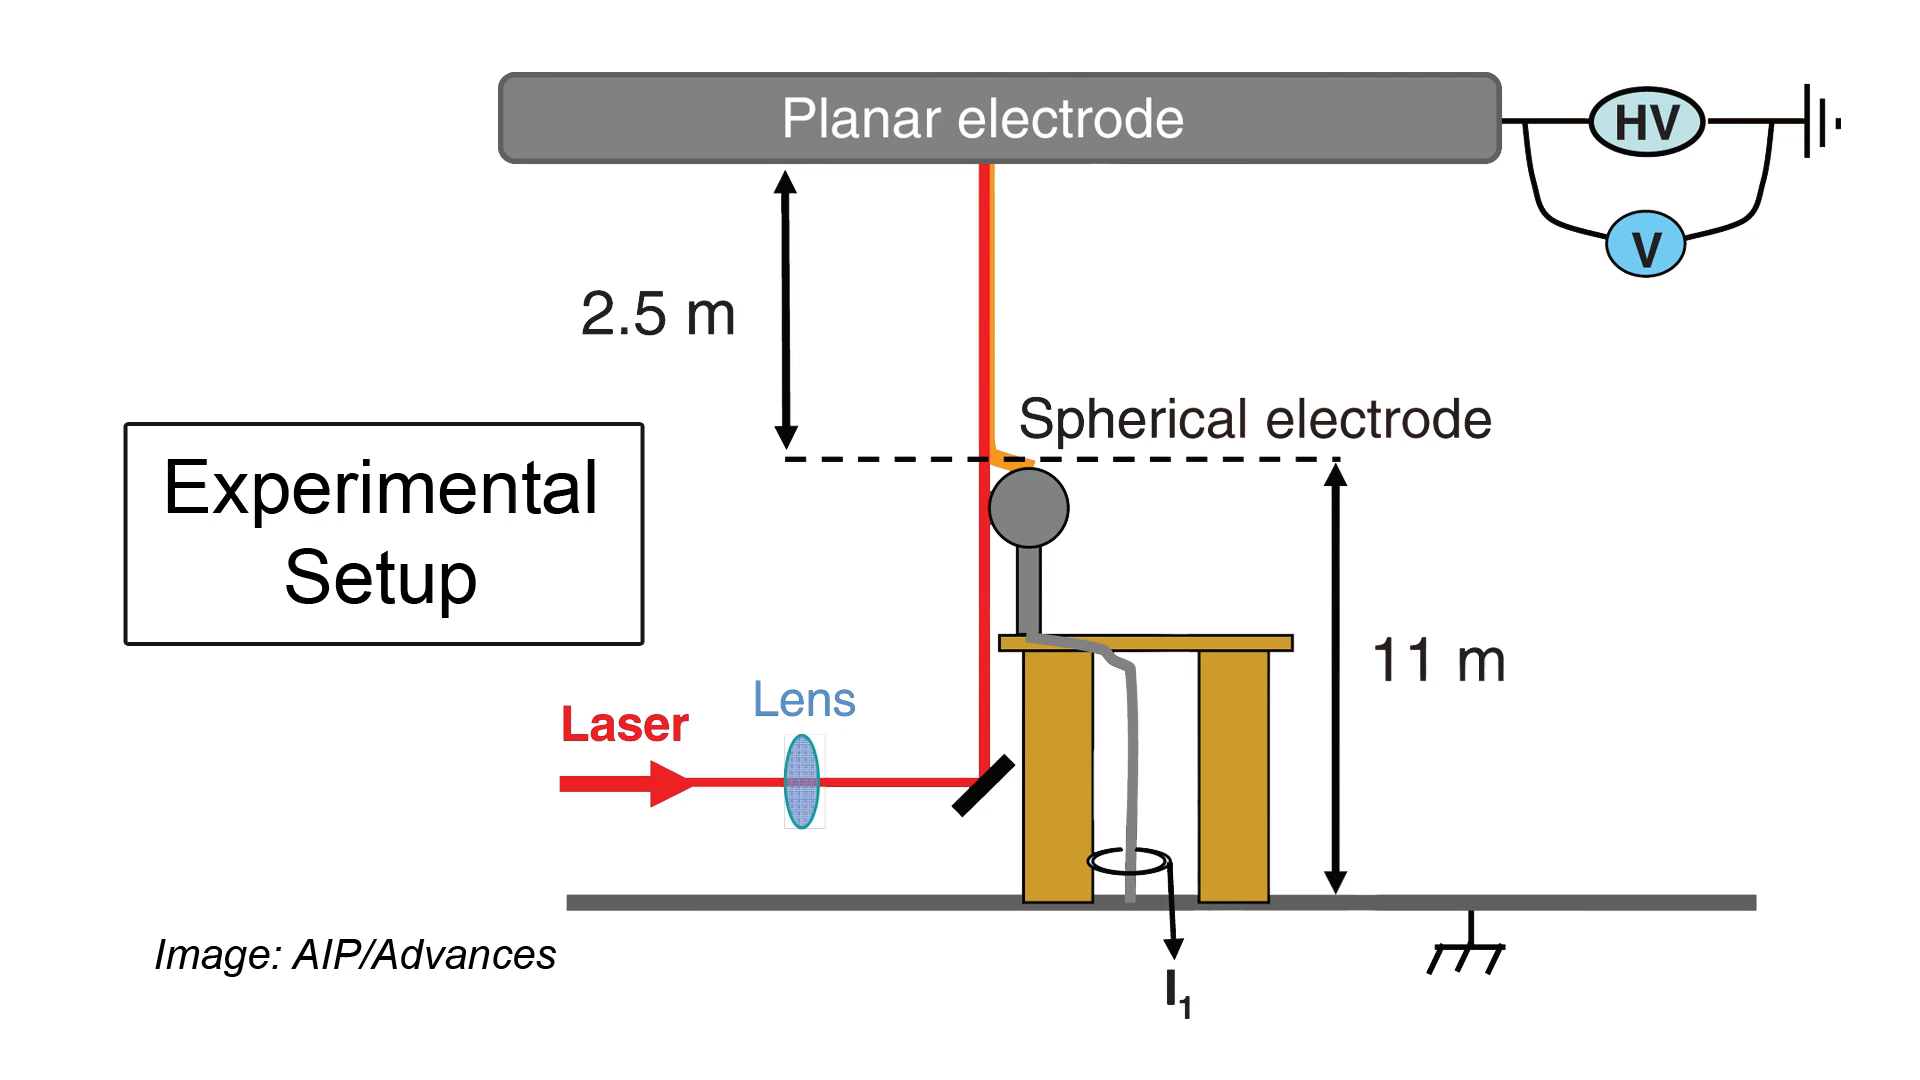 Planar electrode
HV
V
2.5 m
Spherical electrode
Experimental
Setup
11 m
Lens
Laser
Image: AIP/Advances
I₁